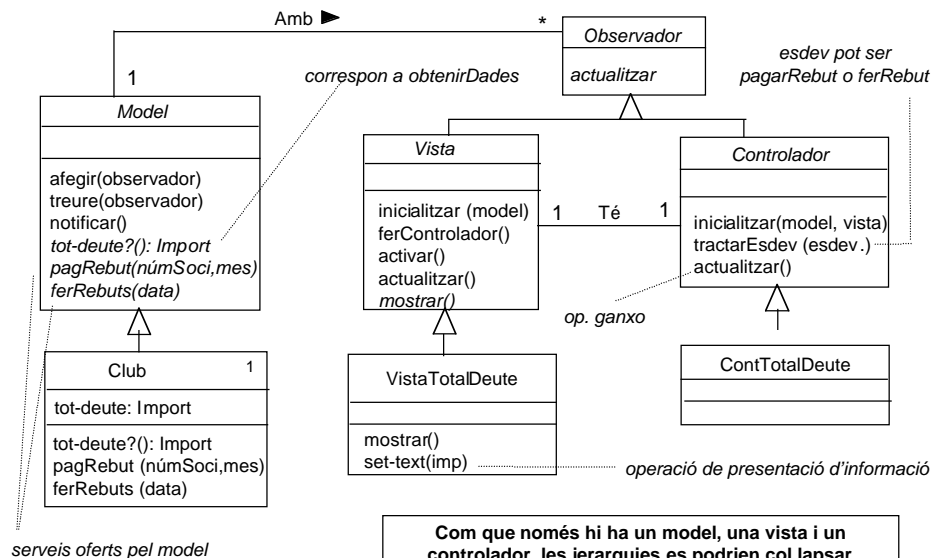 Amb ►
*
1
Observador
actualitzar
correspon a obtenirDades
esdev pot ser
pagarRebut o ferRebut
Model
afegir(observador)
treure(observador)
notificar()
tot-deute?(): Import
pagRebut(númSoci,mes)
ferRebuts(data)
Vista
inicialitzar (model)
ferControlador()
activar()
actualitzar()
mostrar()
1 Té 1
Controlador
inicialitzar(model, vista)
tractarEsdev (esdev.)
actualitzar()
op. ganxo
Club 1
tot-deute: Import
tot-deute?(): Import
pagRebut (númSoci,mes)
ferRebuts (data)
VistaTotalDeute
mostrar()
set-text(imp)
ContTotalDeute
operació de presentació d'informació
serveis oferts pel model
Com que només hi ha un model, una vista i un
controlador, les jerarquies es podrien col.lapsar